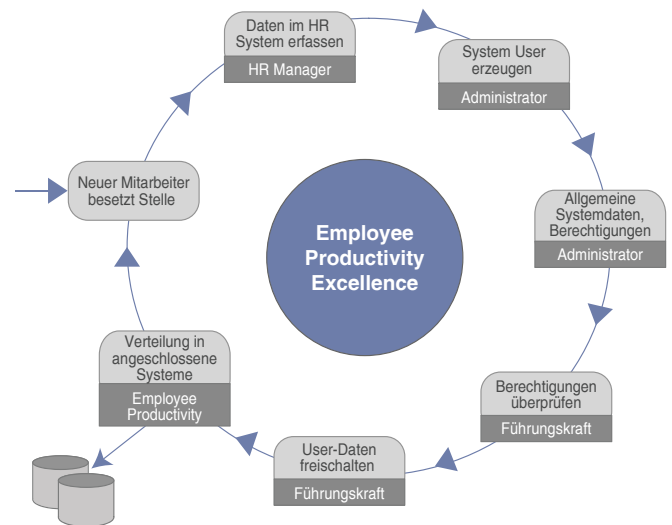 Daten im HR
System erfassen
HR Manager
System User
erzeugen
Administrator
Allgemeine
Systemdaten,
Berechtigungen
Administrator
Berechtigungen
überprüfen
Führungskraft
User-Daten
freischalten
Führungskraft
Verteilung in
angeschlossene
Systeme
Employee
Productivity
Neuer Mitarbeiter
besetzt Stelle
Employee
Productivity
Excellence